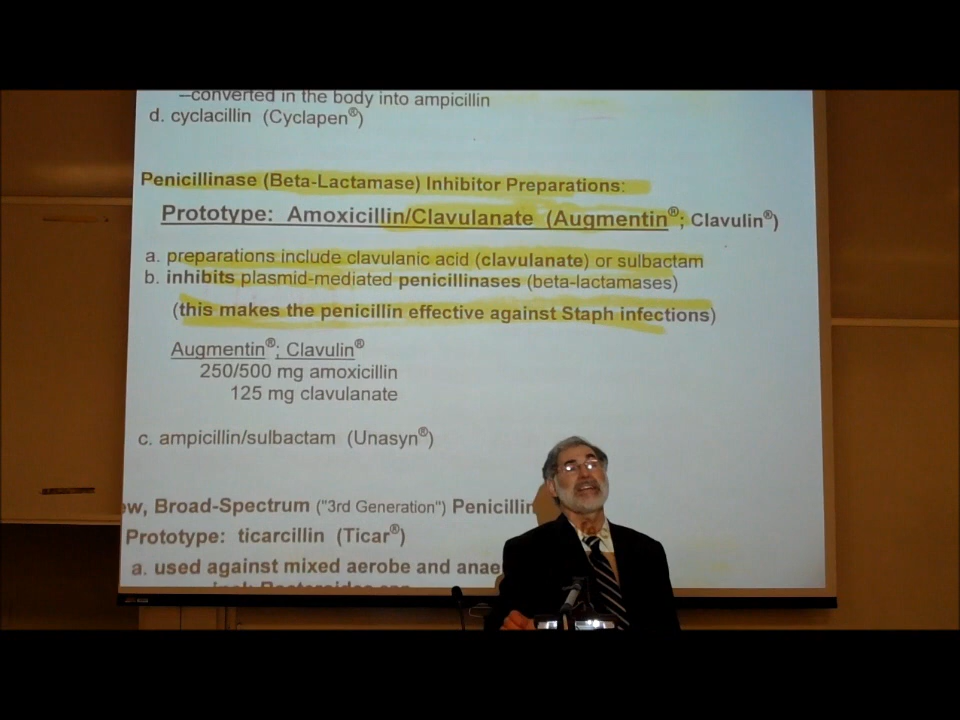 –converted in the body into ampicillin
d. cyclacillin (Cyclapen®)
Penicillinase (Beta-Lactamase) Inhibitor Preparations:
Prototype: Amoxicillin/Clavulanate (Augmentin®; Clavulin®)
a. preparations include clavulanic acid (clavulanate) or sulbactam
b. inhibits plasmid-mediated penicillinases (beta-lactamases)
(this makes the penicillin effective against Staph infections)
Augmentin®; Clavulin®
250/500 mg amoxicillin
125 mg clavulanate
c. ampicillin/sulbactam (Unasyn®)
ew, Broad-Spectrum ("3rd Generation") Penicillin
Prototype: ticarcillin (Ticar®)
a. used against mixed aerobe and anae